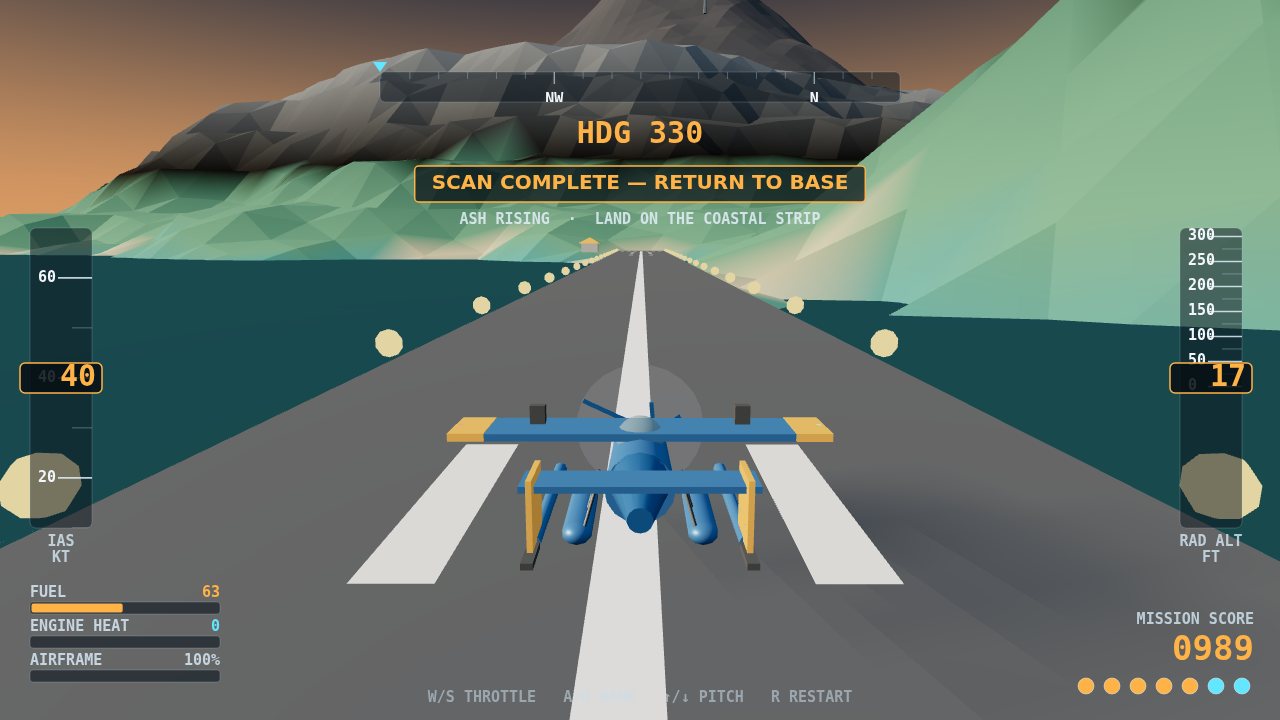 NW N
HDG 330
SCAN COMPLETE — RETURN TO BASE
ASH RISING · LAND ON THE COASTAL STRIP
60
40 40
20
IAS
KT
300
250
200
150
100
50
0 17
RAD ALT
FT
FUEL 63
ENGINE HEAT 0
AIRFRAME 100%
MISSION SCORE
0989
W/S THROTTLE /↓ PITCH R RESTART